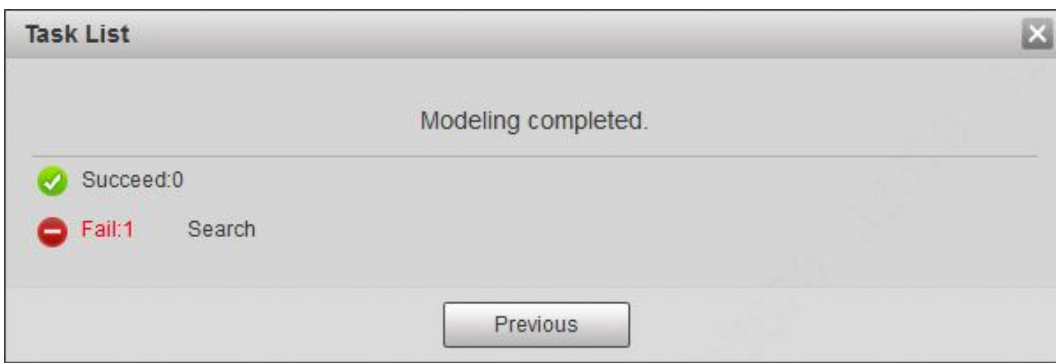 Task List
Modeling completed.
Succeed:0
Fail:1 Search
Previous